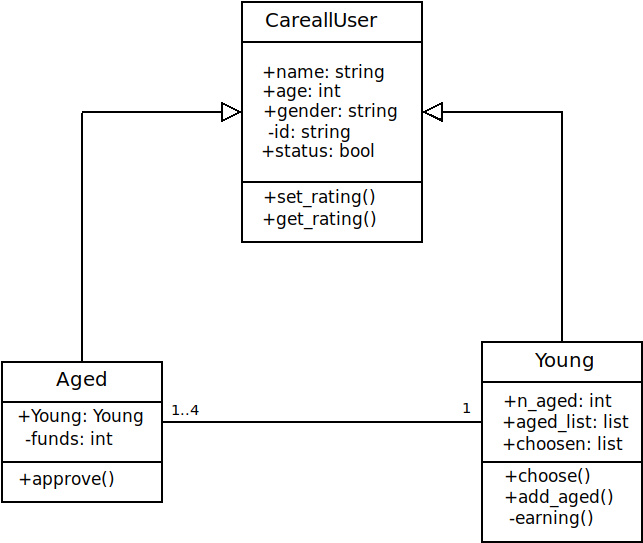 CareallUser
+name: string
+age: int
+gender: string
-id: string
+status: bool
+set_rating()
+get_rating()
Aged
+Young: Young
-funds: int
+approve()
1..4
1
Young
+n_aged: int
+aged_list: list
+choosen: list
+choose()
+add_aged()
-earning()